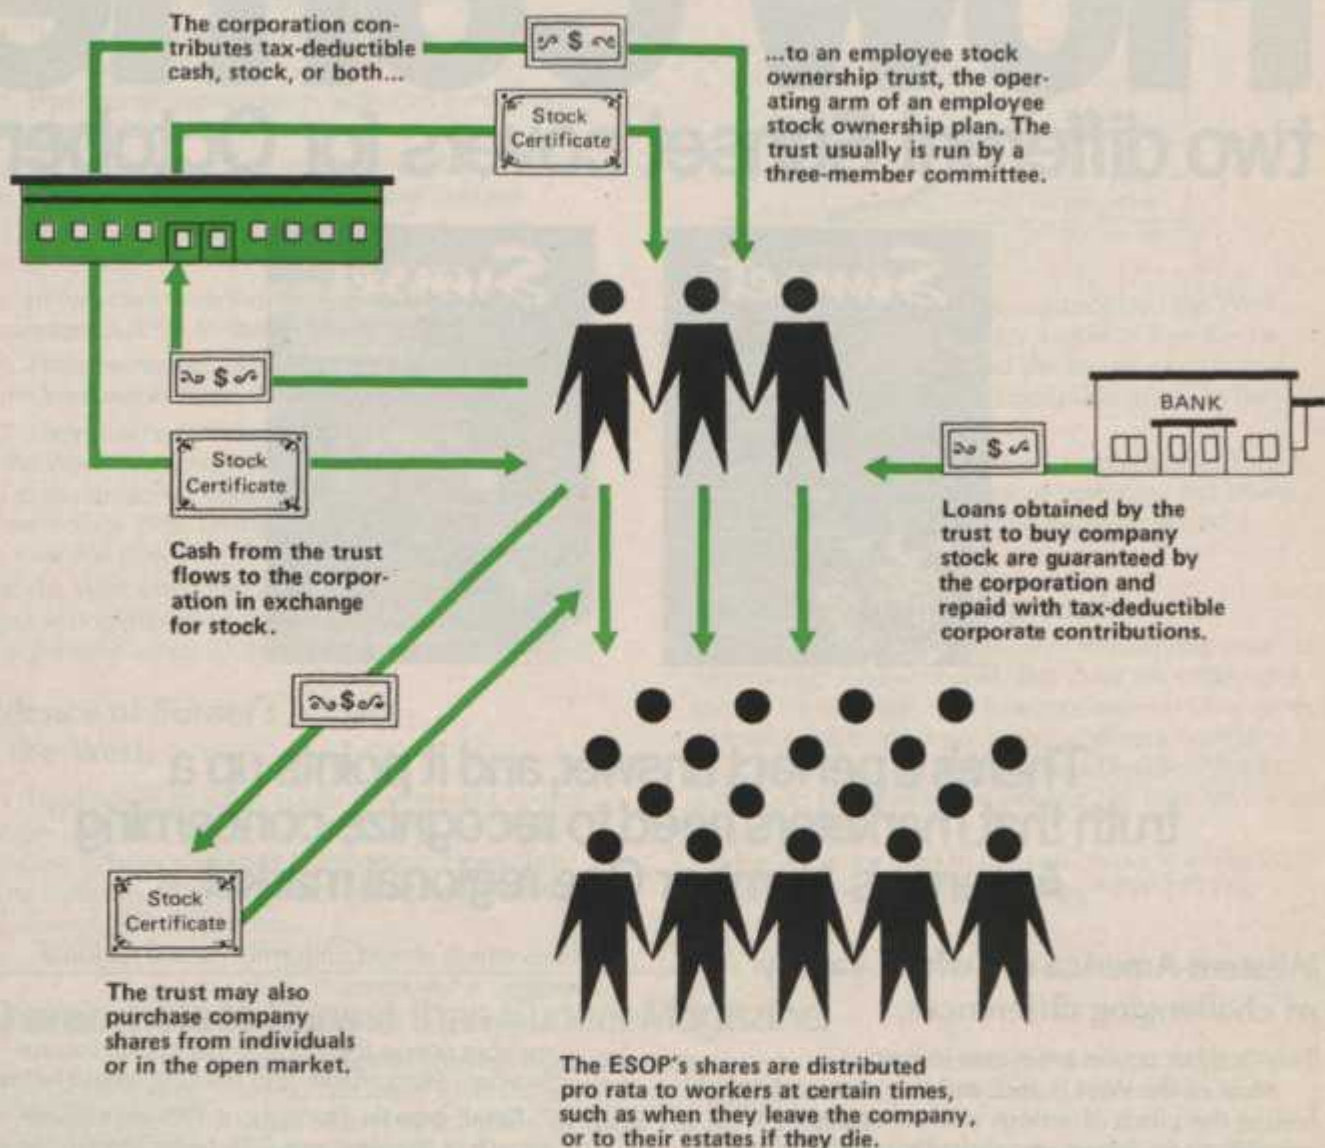 The corporation con-
tributes tax-deductible
cash, stock, or both...
$
...to an employee stock
ownership trust, the oper-
ating arm of an employee
stock ownership plan. The
trust usually is run by a
three-member committee.
Stock
Certificate
$
Stock
Certificate
Cash from the trust
flows to the corpor-
ation in exchange
for stock.
BANK
$
Loans obtained by the
trust to buy company
stock are guaranteed by
the corporation and
repaid with tax-deductible
corporate contributions.
$
Stock
Certificate
The trust may also
purchase company
shares from individuals
or in the open market.
The ESOP's shares are distributed
pro rata to workers at certain times,
such as when they leave the company,
or to their estates if they die.